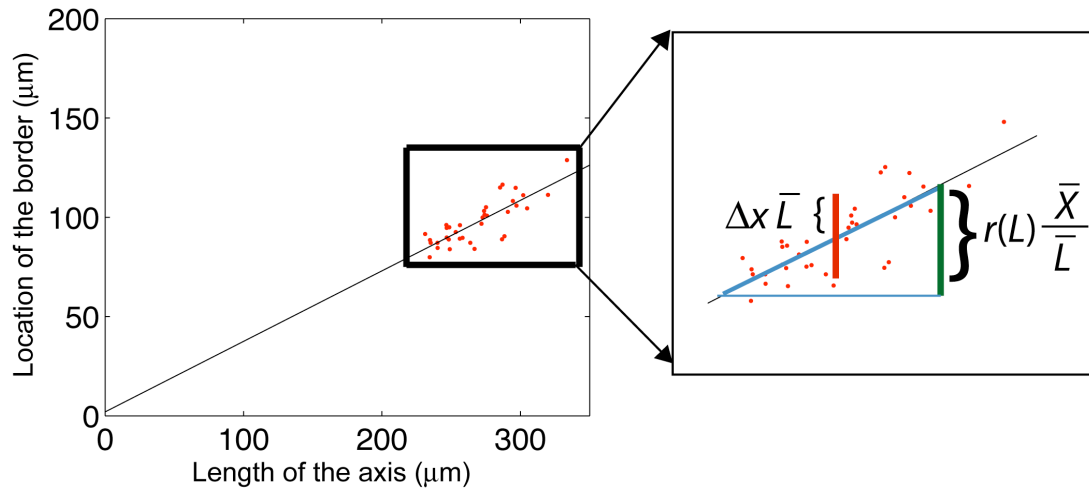 200
150
100
50
0
Location of the border (μm)
0 100 200 300
Length of the axis (μm)
Δx L̅ {
} r(L) X̅ / L̅